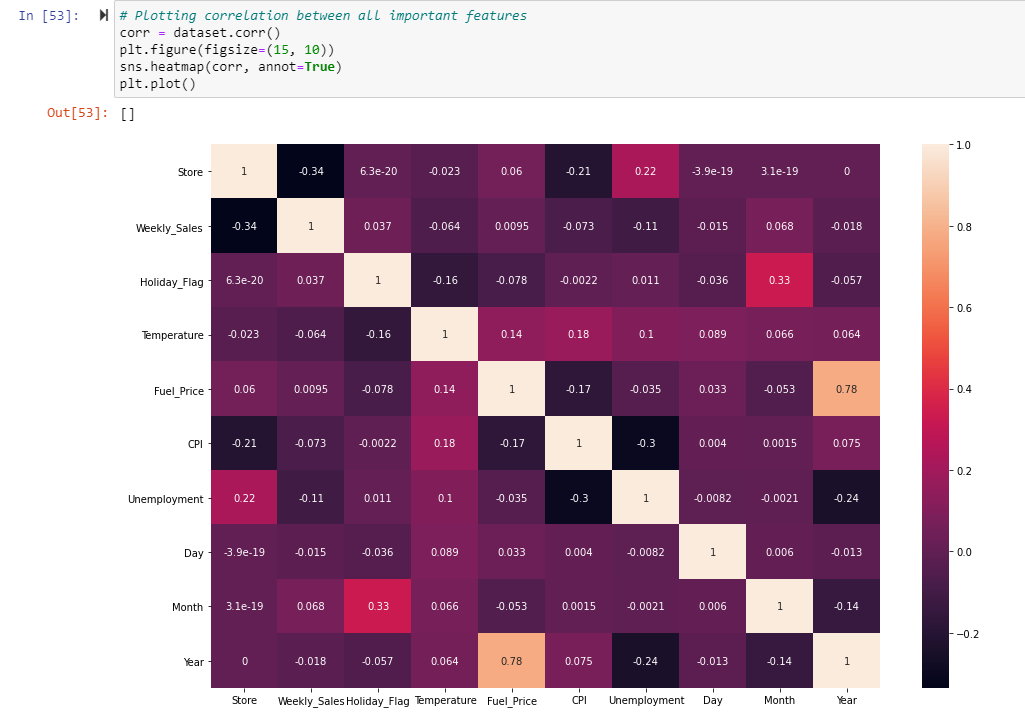 In [53]:
# Plotting correlation between all important features
corr = dataset.corr()
plt.figure(figsize=(15, 10))
sns.heatmap(corr, annot=True)
plt.plot()
Out[53]: []
Store 1 -0.34 6.3e-20 -0.023 0.06 -0.21 0.22 -3.9e-19 3.1e-19 0
Weekly_Sales -0.34 1 0.037 -0.064 0.0095 -0.073 -0.11 -0.015 0.068 -0.018
Holiday_Flag 6.3e-20 0.037 1 -0.16 -0.078 -0.0022 0.011 -0.036 0.33 -0.057
Temperature -0.023 -0.064 -0.16 1 0.14 0.18 0.1 0.089 0.066 0.064
Fuel_Price 0.06 0.0095 -0.078 0.14 1 -0.17 -0.035 0.033 -0.053 0.78
CPI -0.21 -0.073 -0.0022 0.18 -0.17 1 -0.3 0.004 0.0015 0.075
Unemployment 0.22 -0.11 0.011 0.1 -0.035 -0.3 1 -0.0082 -0.0021 -0.24
Day -3.9e-19 -0.015 -0.036 0.089 0.033 0.004 -0.0082 1 0.006 -0.013
Month 3.1e-19 0.068 0.33 0.066 -0.053 0.0015 -0.0021 0.006 1 -0.14
Year 0 -0.018 -0.057 0.064 0.78 0.075 -0.24 -0.013 -0.14 1
Store Weekly_Sales Holiday_Flag Temperature Fuel_Price CPI Unemployment Day Month Year
1.0
0.8
0.6
0.4
0.2
0.0
−0.2